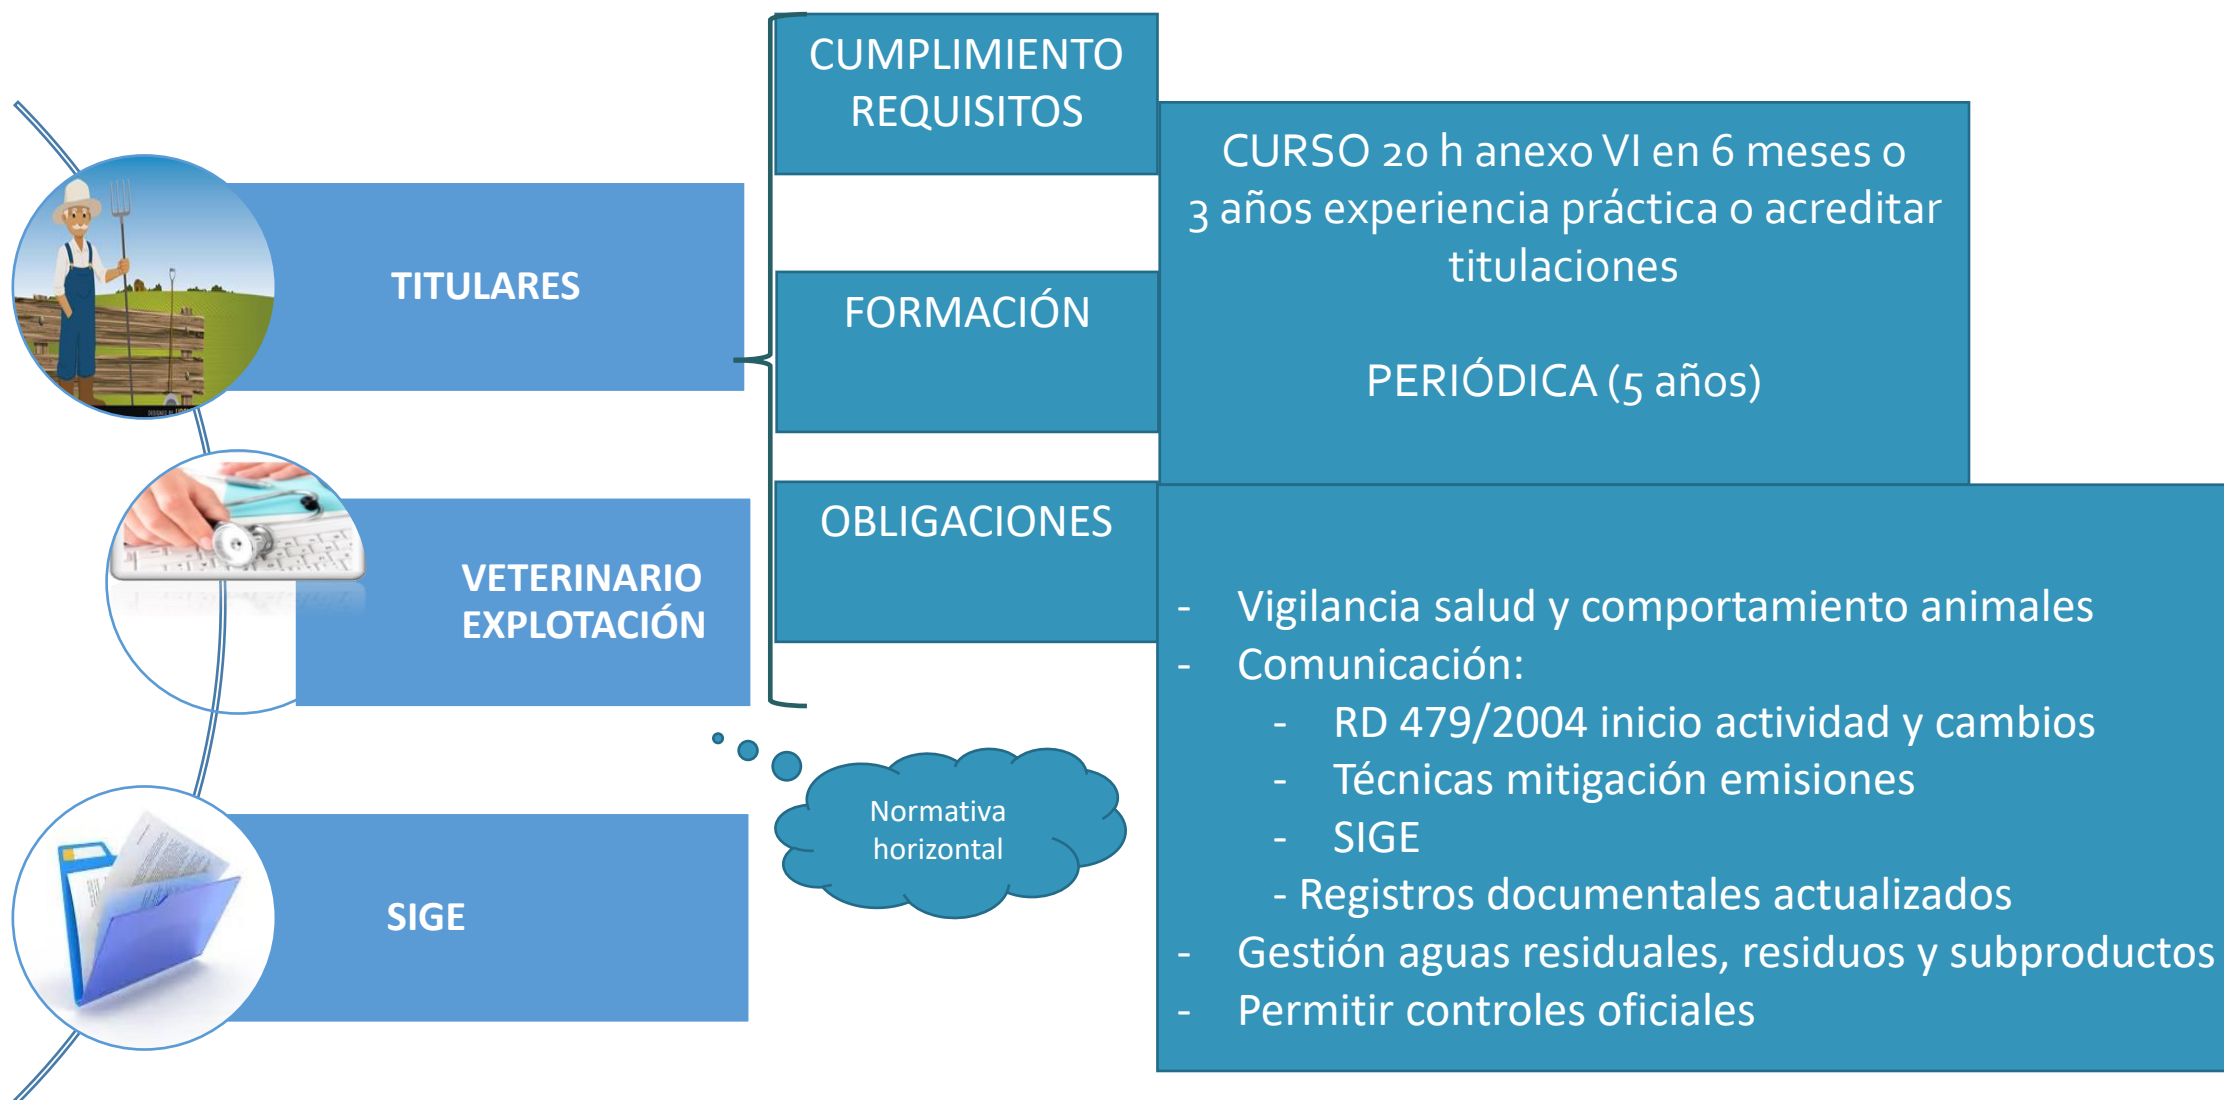 TITULARES
VETERINARIO
EXPLOTACIÓN
SIGE
CUMPLIMIENTO
REQUISITOS
FORMACIÓN
OBLIGACIONES
CURSO 20 h anexo VI en 6 meses o
3 años experiencia práctica o acreditar
titulaciones
PERIÓDICA (5 años)
- Vigilancia salud y comportamiento animales
- Comunicación:
- RD 479/2004 inicio actividad y cambios
- Técnicas mitigación emisiones
- SIGE
- Registros documentales actualizados
- Gestión aguas residuales, residuos y subproductos
- Permitir controles oficiales
Normativa
horizontal